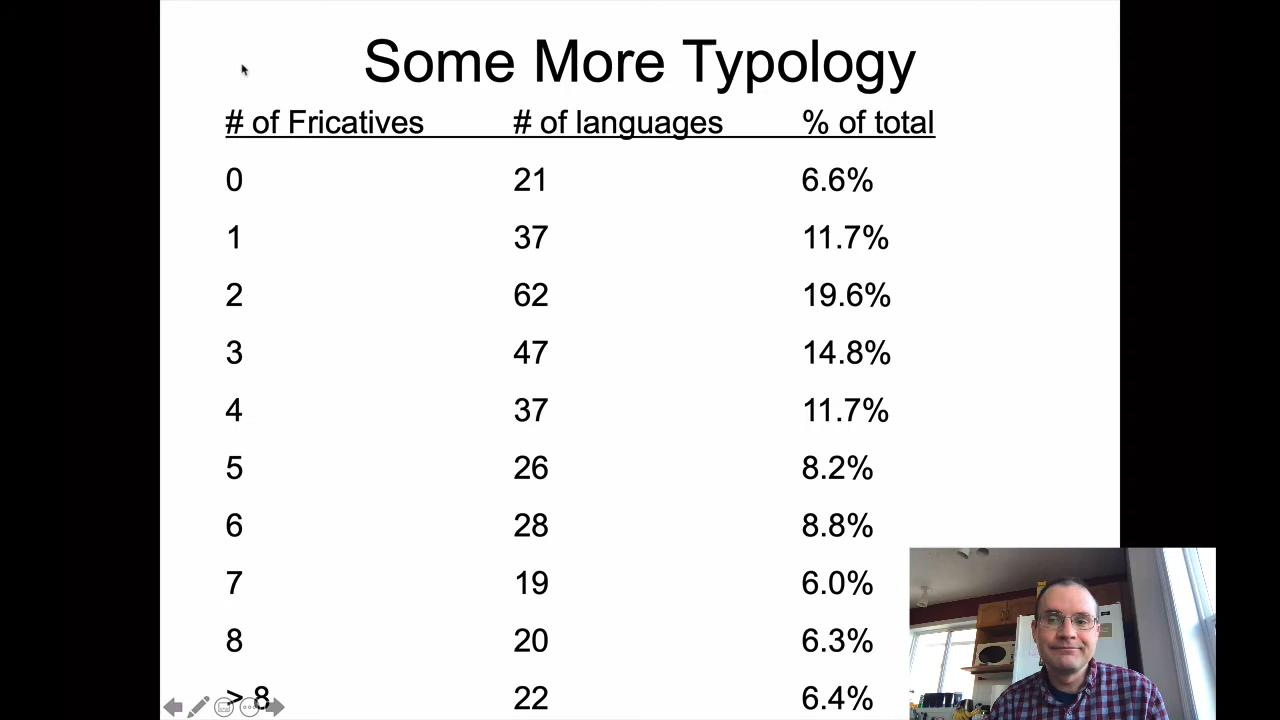 Some More Typology
# of Fricatives # of languages % of total
0 21 6.6%
1 37 11.7%
2 62 19.6%
3 47 14.8%
4 37 11.7%
5 26 8.2%
6 28 8.8%
7 19 6.0%
8 20 6.3%
> 8 22 6.4%